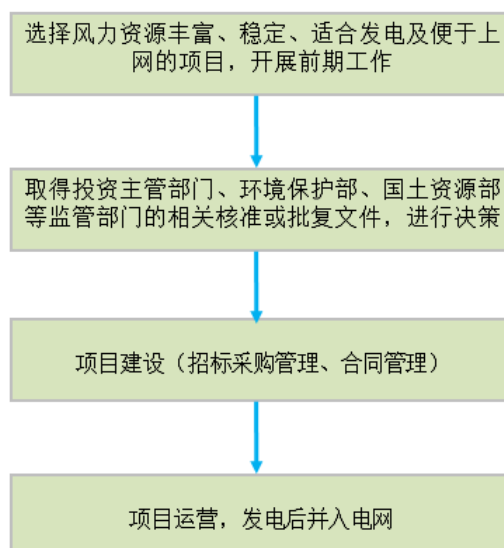 选择风力资源丰富、稳定、适合发电及便于上
网的项目，开展前期工作
取得投资主管部门、环境保护部、国土资源部
等监管部门的相关核准或批复文件，进行决策
项目建设（招标采购管理、合同管理）
项目运营，发电后并入电网